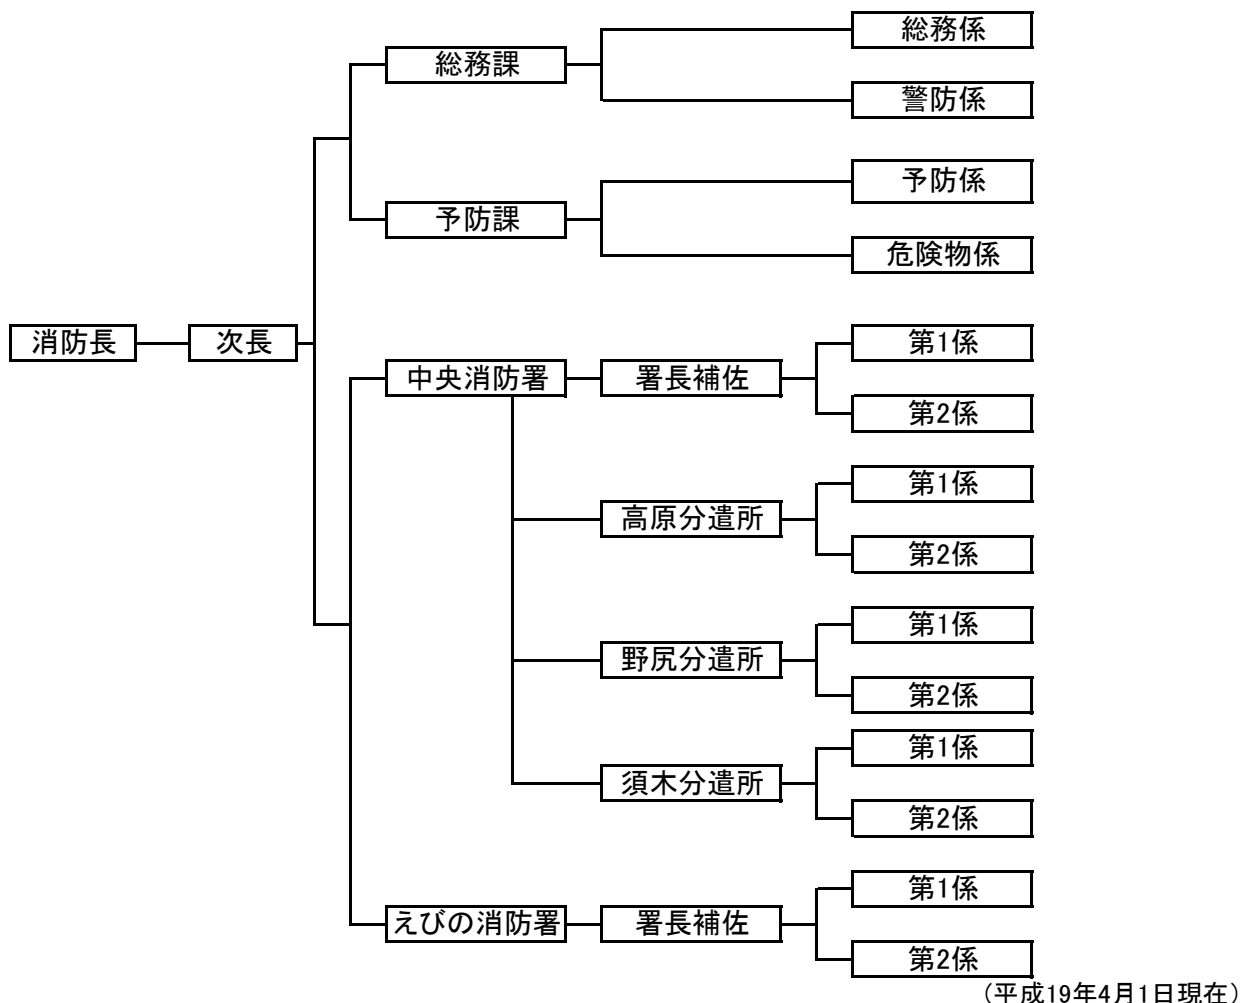 総務係
総務課
警防係
予防係
予防課
危険物係
消防長
次長
第1係
中央消防署
署長補佐
第2係
第1係
高原分遣所
第2係
第1係
野尻分遣所
第2係
第1係
須木分遣所
第2係
第1係
えびの消防署
署長補佐
第2係
(平成19年4月1日現在)